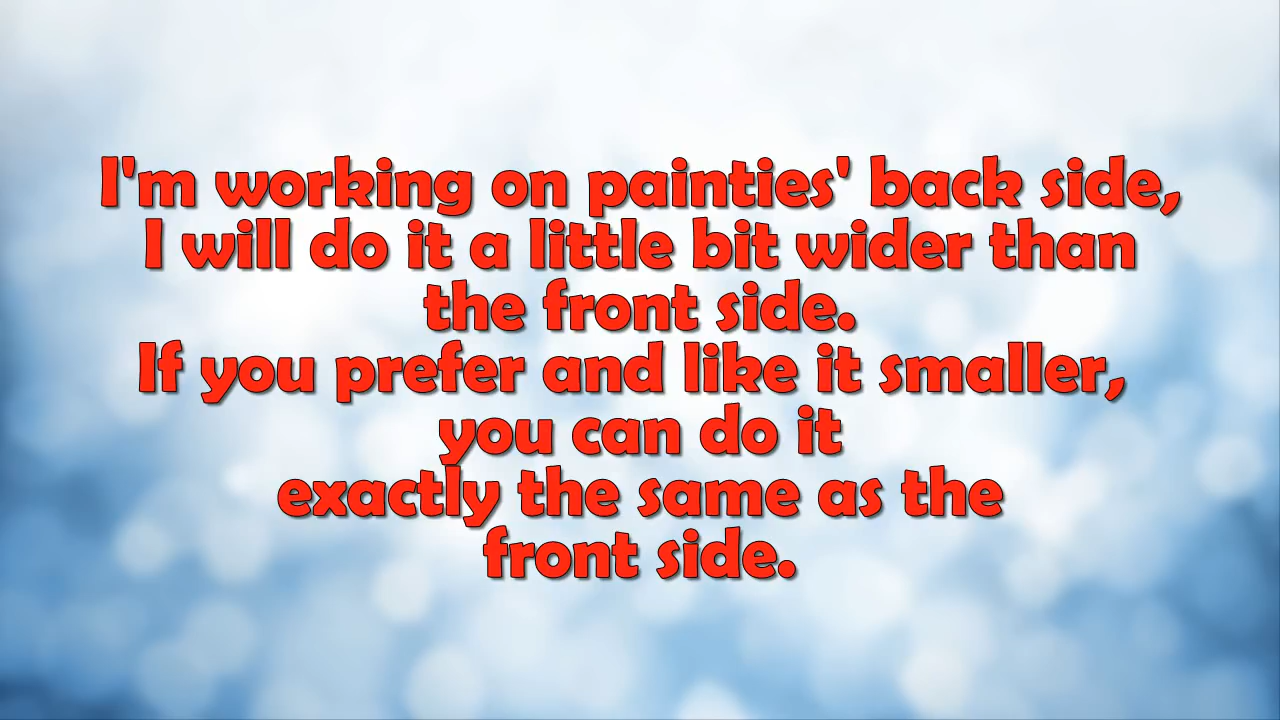 I'm working on painties' back side,
I will do it a little bit wider than
the front side.
If you prefer and like it smaller,
you can do it
exactly the same as the
front side.